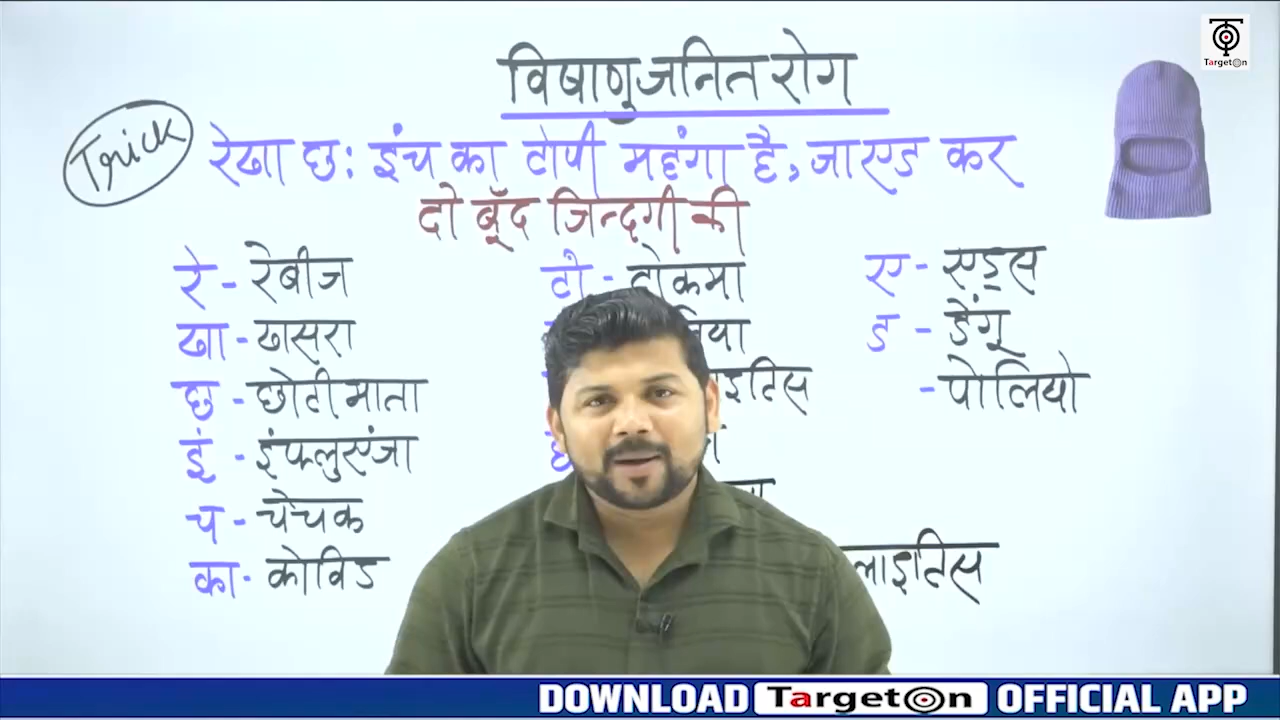 विषाणुजनित रोग
Trick
रेखा छः इंच का टोपी महंगा है, जा एड कर
दो बूँद जिन्दगी की
रे - रेबीज
खा - खसरा
छ - छोटी माता
इं - इंफ्लुएंजा
च - चेचक
का - कोविड
टो - टोकमा
ए - एड्स
ड - डेंगू
- पोलियो
TargetOn
DOWNLOAD TargetOn OFFICIAL APP